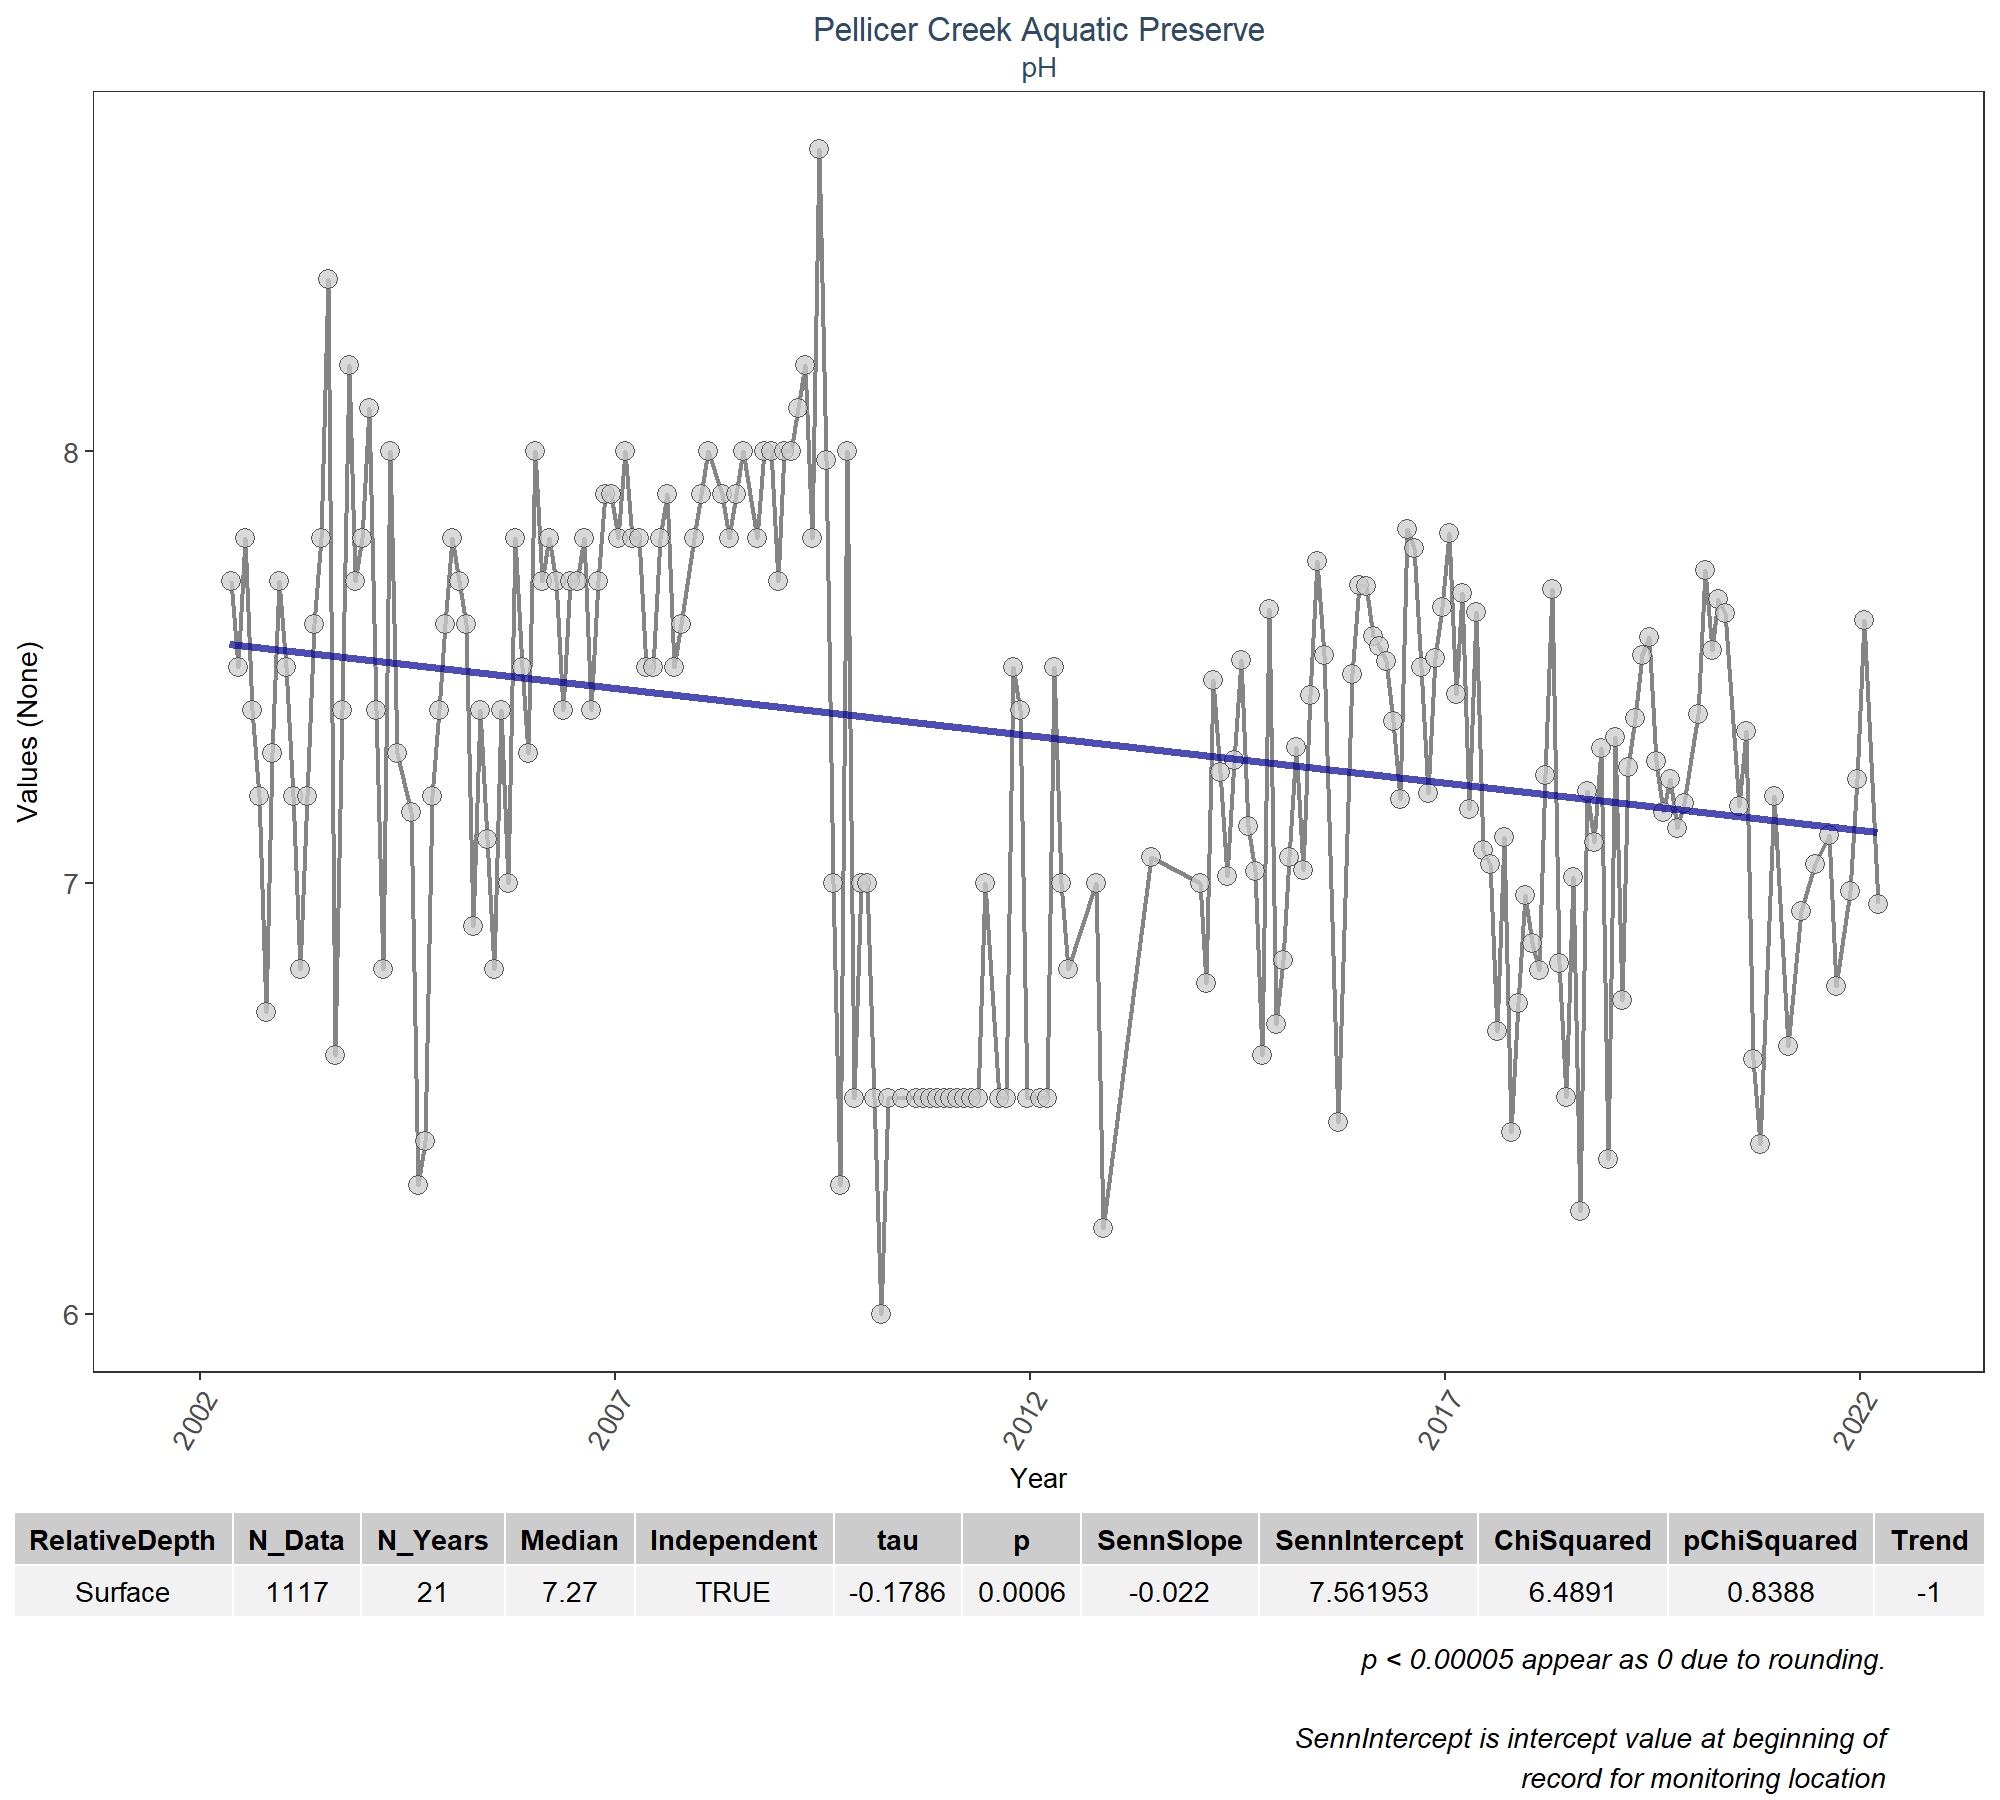 Pellicer Creek Aquatic Preserve
pH
Values (None)
8
7
6
2002 2007 2012 2017 2022
Year
RelativeDepth N_Data N_Years Median Independent tau p SennSlope SennIntercept ChiSquared pChiSquared Trend
Surface 1117 21 7.27 TRUE -0.1786 0.0006 -0.022 7.561953 6.4891 0.8388 -1
p < 0.00005 appear as 0 due to rounding.
SennIntercept is intercept value at beginning of
record for monitoring location